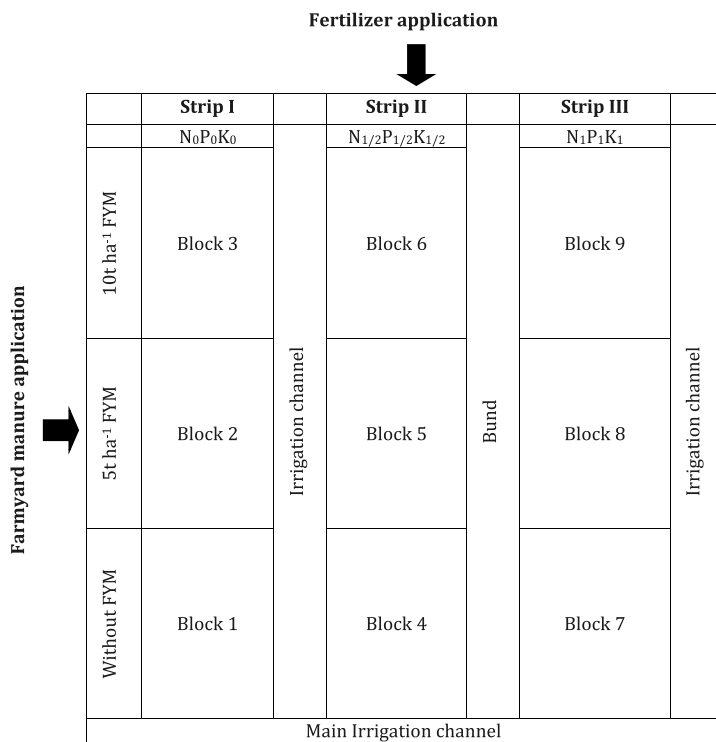 Fertilizer application
Strip I
Strip II
Strip III
N₀P₀K₀
N₁/₂P₁/₂K₁/₂
N₁P₁K₁
Farmyard manure application
10t ha⁻¹ FYM
Block 3
Block 6
Block 9
5t ha⁻¹ FYM
Block 2
Irrigation channel
Block 5
Bund
Block 8
Irrigation channel
Without FYM
Block 1
Block 4
Block 7
Main Irrigation channel